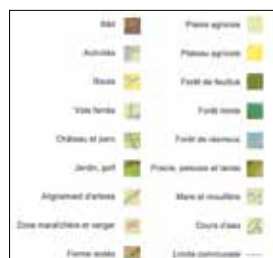 Bâti
Activités
Voie ferrée
Château et parc
Jardin, golf
Alignement d'arbres
Zone maraîchère et verger
Ferme isolée
Plaine agricole
Plateau agricole
Forêt de feuillus
Forêt mixte
Forêt de résineux
Prairie, pelouse et lande
Mare et mouillère
Cours d'eau
Limite communale